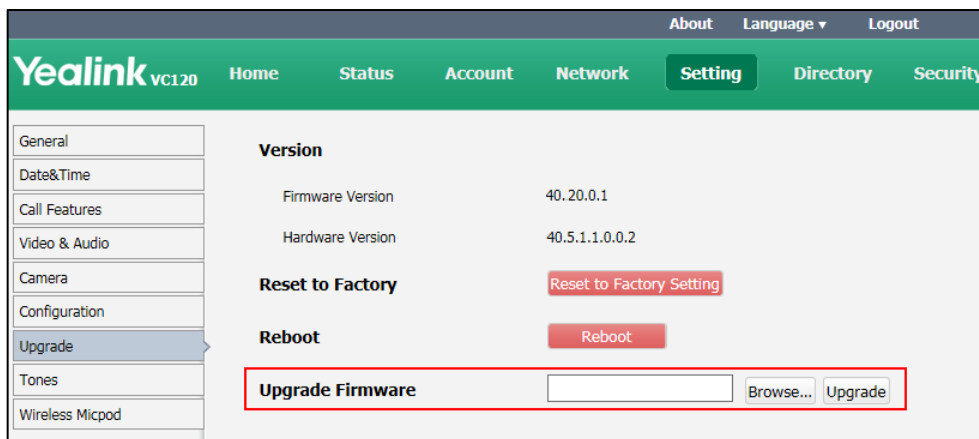 About Language ▾ Logout
Yealink VC120 Home Status Account Network Setting Directory Security
General
Date&Time
Call Features
Video & Audio
Camera
Configuration
Upgrade
Tones
Wireless Micpod
Version
Firmware Version 40.20.0.1
Hardware Version 40.5.1.1.0.0.2
Reset to Factory Reset to Factory Setting
Reboot Reboot
Upgrade Firmware Browse... Upgrade